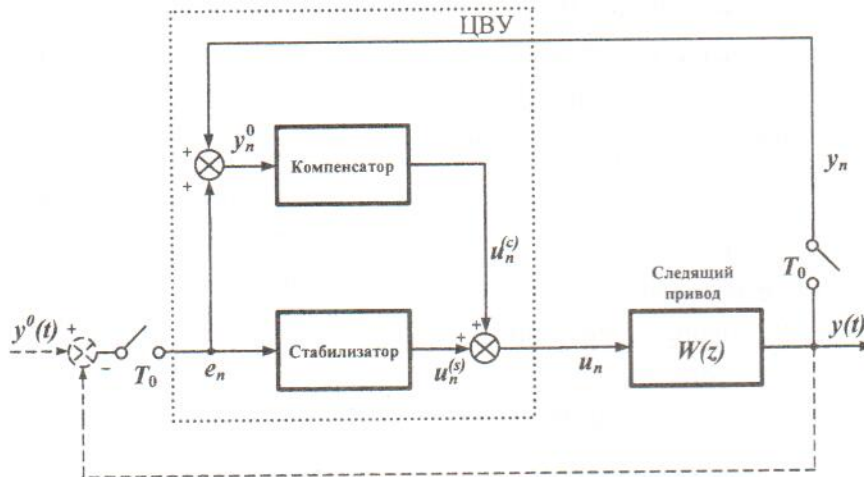 ЦВУ
+
+
y_n^0
Компенсатор
y_n
u_n^{(c)}
T_0
Следящий
привод
y^0(t)
+
−
T_0
e_n
Стабилизатор
u_n^{(s)}
+
+
u_n
W(z)
y(t)